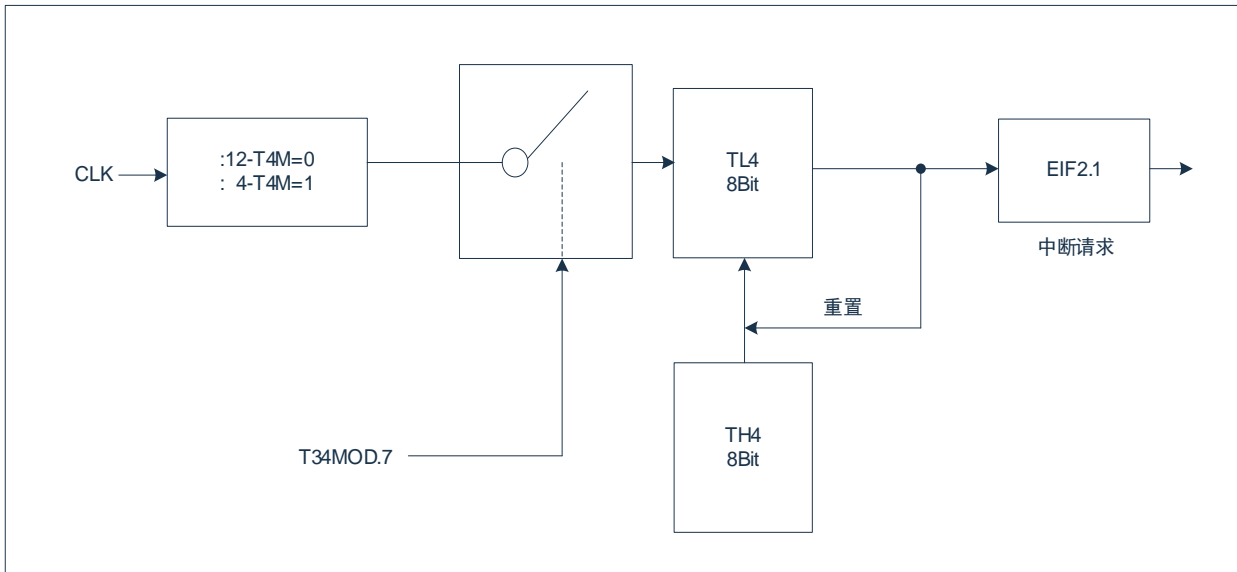 CLK
:12-T4M=0
: 4-T4M=1
TL4
8Bit
EIF2.1
中断请求
重置
TH4
8Bit
T34MOD.7